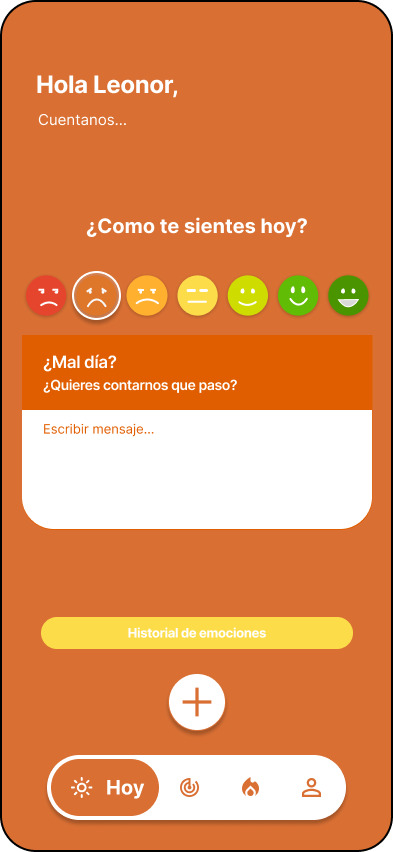 Hola Leonor,
Cuentanos...
¿Como te sientes hoy?
¿Mal día?
¿Quieres contarnos que paso?
Escribir mensaje...
Historial de emociones
Hoy